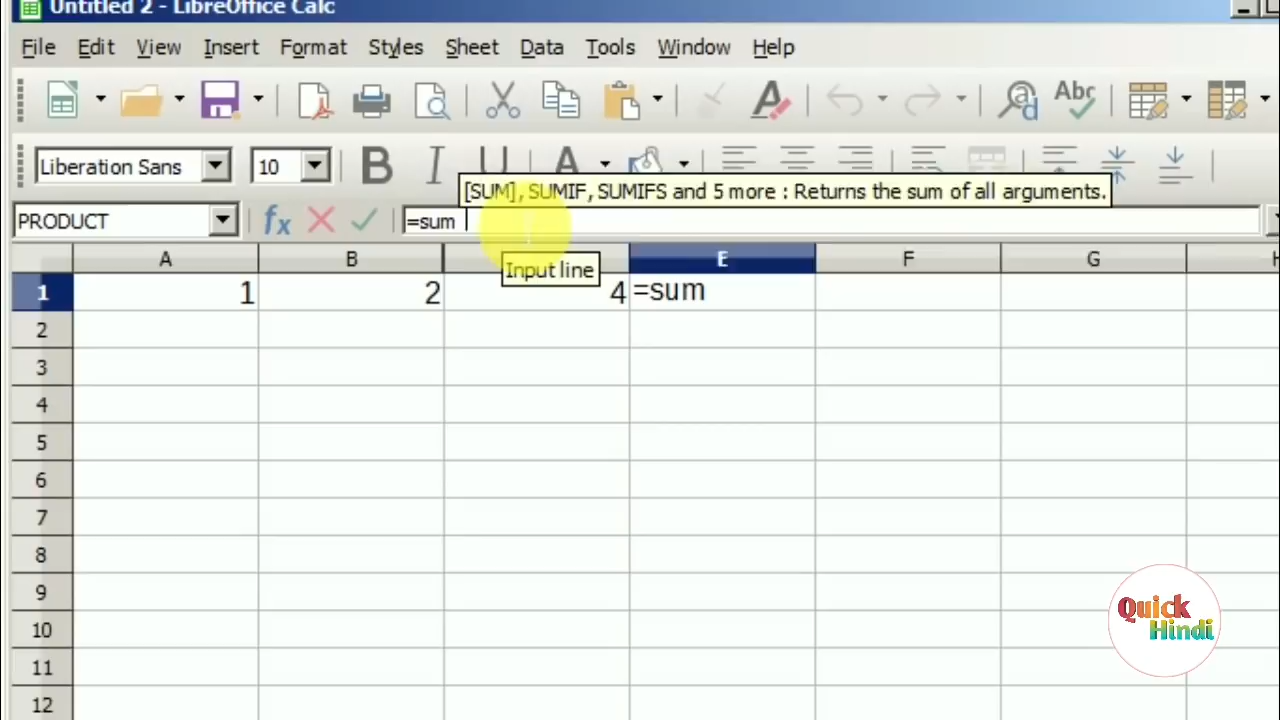 Untitled 2 - LibreOffice Calc
File Edit View Insert Format Styles Sheet Data Tools Window Help
Abc
Liberation Sans 10 B I U A
[SUM], SUMIF, SUMIFS and 5 more : Returns the sum of all arguments.
PRODUCT fx =sum
Input line
A B E F G H
1 1 2 4 =sum
2
3
4
5
6
7
8
9
10
11
12
Quick
Hindi